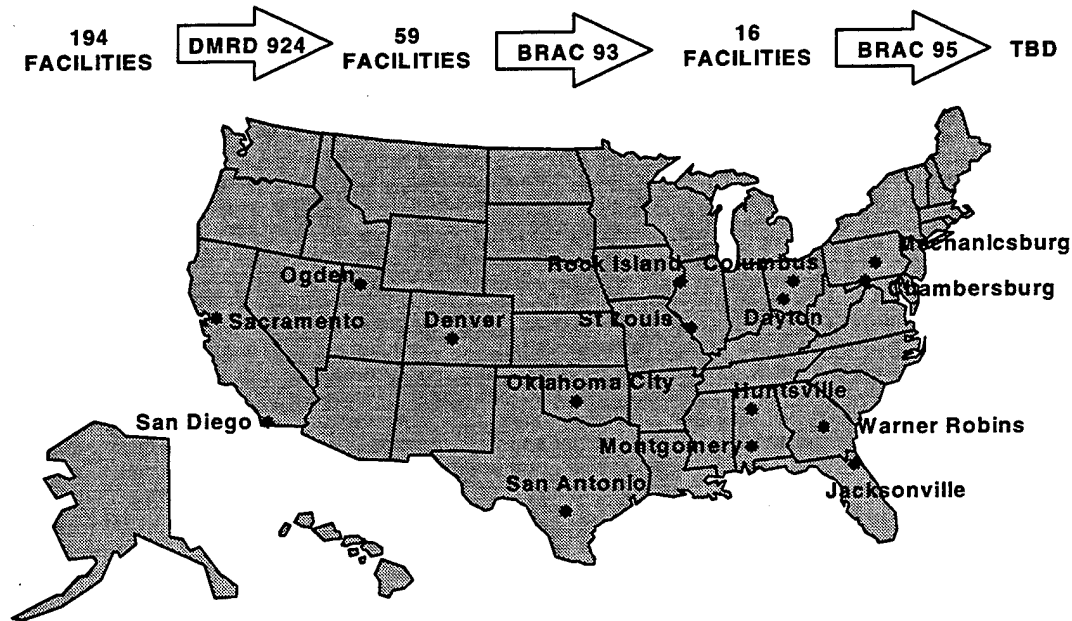 194
FACILITIES
DMRD 924
59
FACILITIES
BRAC 93
16
FACILITIES
BRAC 95
TBD
Mechanicsburg
Rock Island
Columbus
Ogden
Chambersburg
Sacramento
Denver
St Louis
Dayton
Oklahoma City
Huntsville
San Diego
Warner Robins
Montgomery
San Antonio
Jacksonville